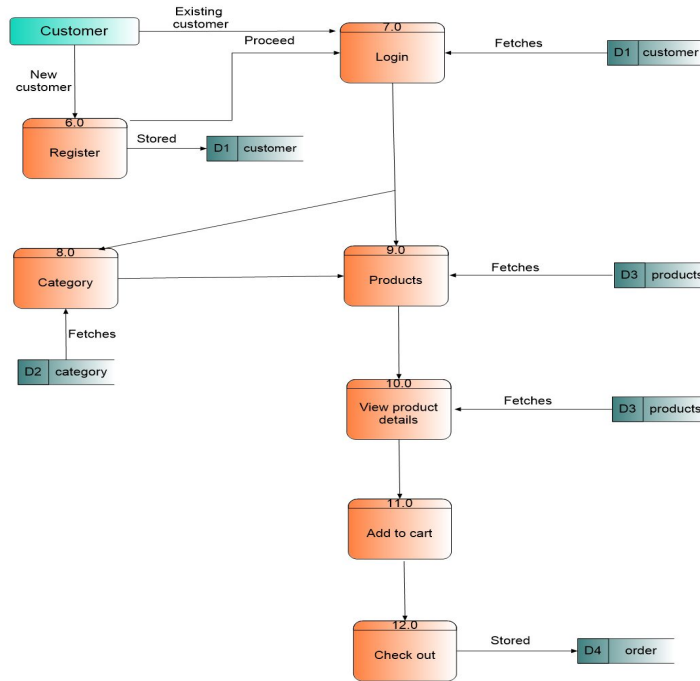 Customer
Existing
customer
Proceed
7.0
Login
Fetches
D1 customer
New
customer
6.0
Register
Stored
D1 customer
8.0
Category
9.0
Products
Fetches
D3 products
Fetches
D2 category
10.0
View product
details
Fetches
D3 products
11.0
Add to cart
12.0
Check out
Stored
D4 order